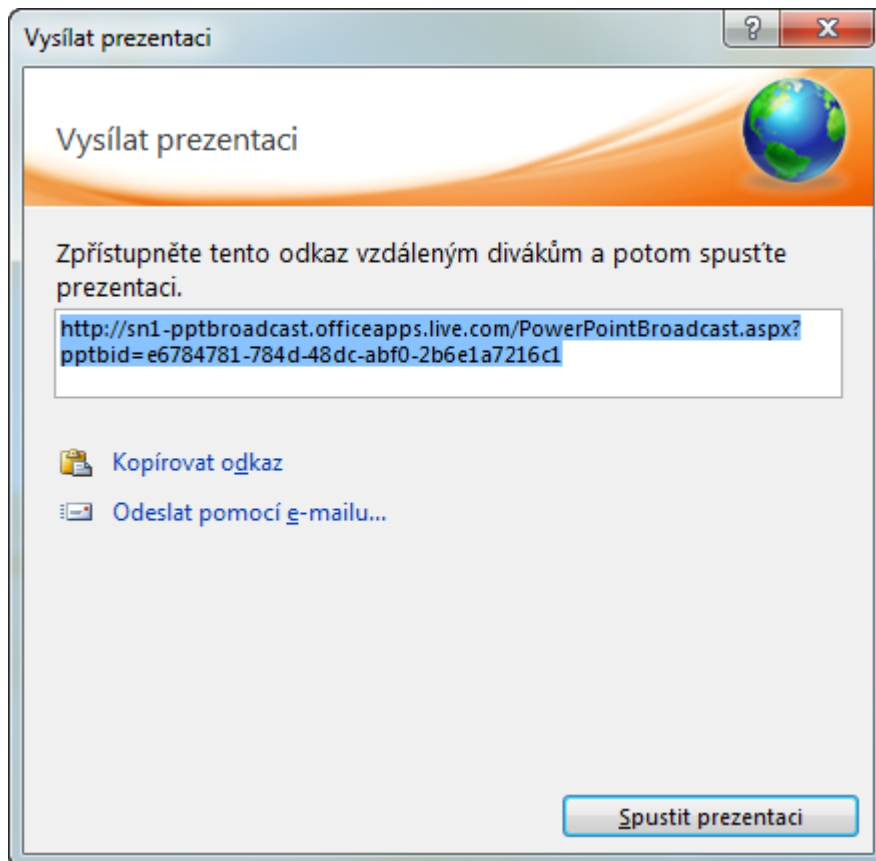 Vysílat prezentaci
Vysílat prezentaci
Zpřístupněte tento odkaz vzdáleným divákům a potom spusťte
prezentaci.
http://sn1-pptbroadcast.officeapps.live.com/PowerPointBroadcast.aspx?
pptbid=e6784781-784d-48dc-abf0-2b6e1a7216c1
Kopírovat odkaz
Odeslat pomocí e-mailu...
Spustit prezentaci